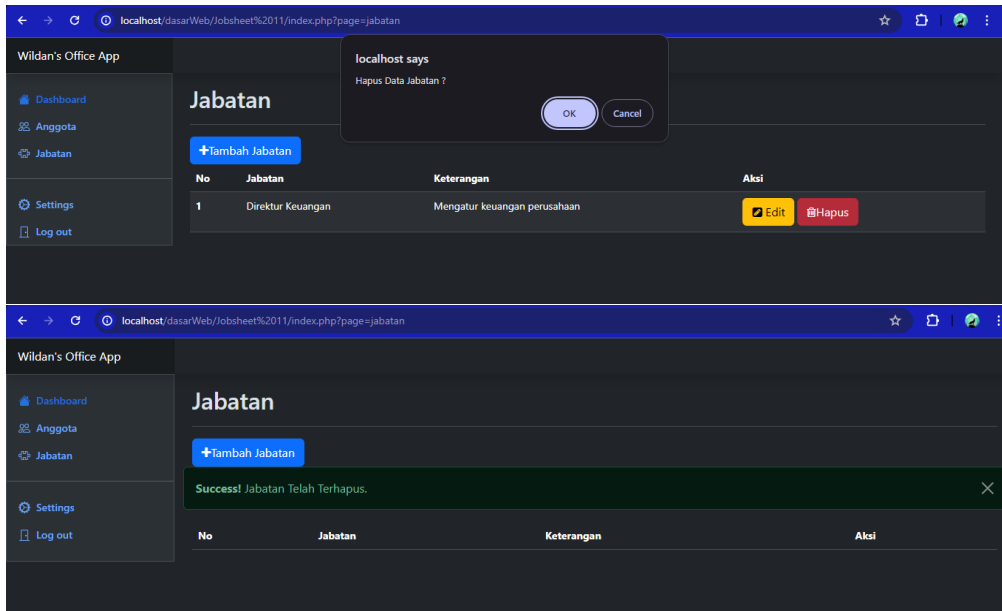 localhost/dasarWeb/Jobsheet%2011/index.php?page=jabatan
Wildan's Office App
localhost says
Hapus Data Jabatan ?
OK Cancel
Dashboard
Anggota
Jabatan
Settings
Log out
Jabatan
+Tambah Jabatan
No Jabatan Keterangan Aksi
1 Direktur Keuangan Mengatur keuangan perusahaan Edit Hapus
localhost/dasarWeb/Jobsheet%2011/index.php?page=jabatan
Wildan's Office App
Dashboard
Anggota
Jabatan
Settings
Log out
Jabatan
+Tambah Jabatan
Success! Jabatan Telah Terhapus.
No Jabatan Keterangan Aksi